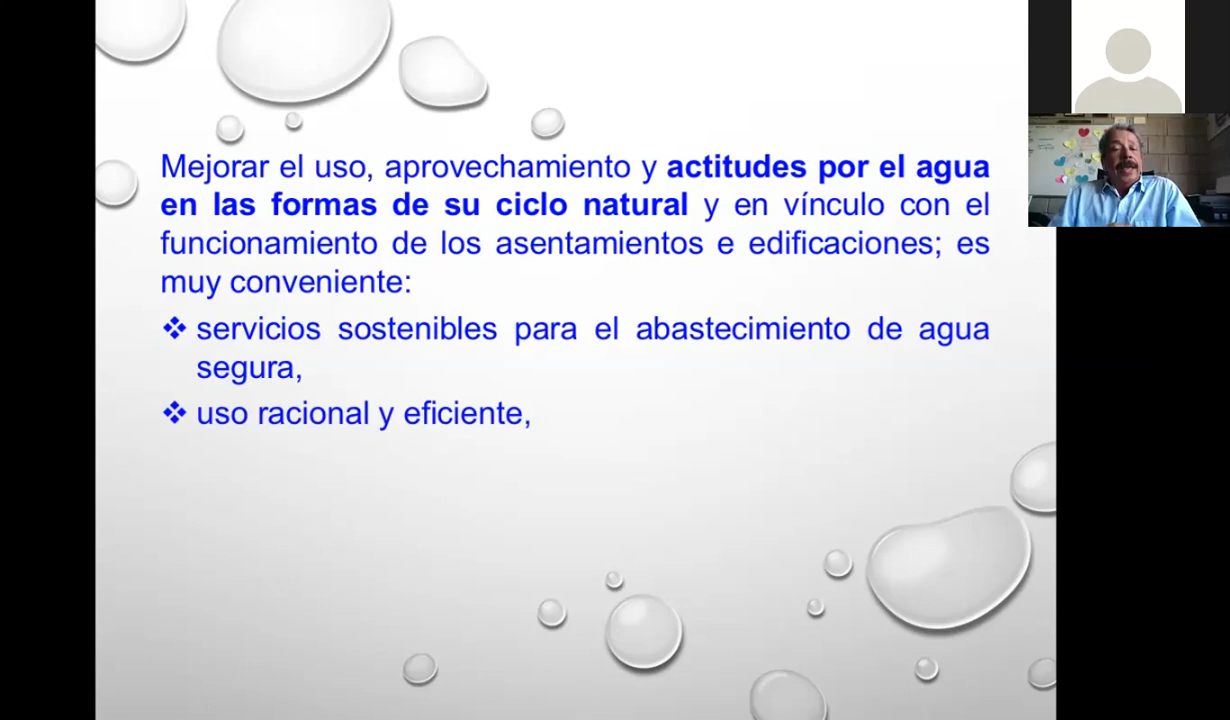 Mejorar el uso, aprovechamiento y actitudes por el agua
en las formas de su ciclo natural y en vínculo con el
funcionamiento de los asentamientos e edificaciones; es
muy conveniente:
❖ servicios sostenibles para el abastecimiento de agua
segura,
❖ uso racional y eficiente,